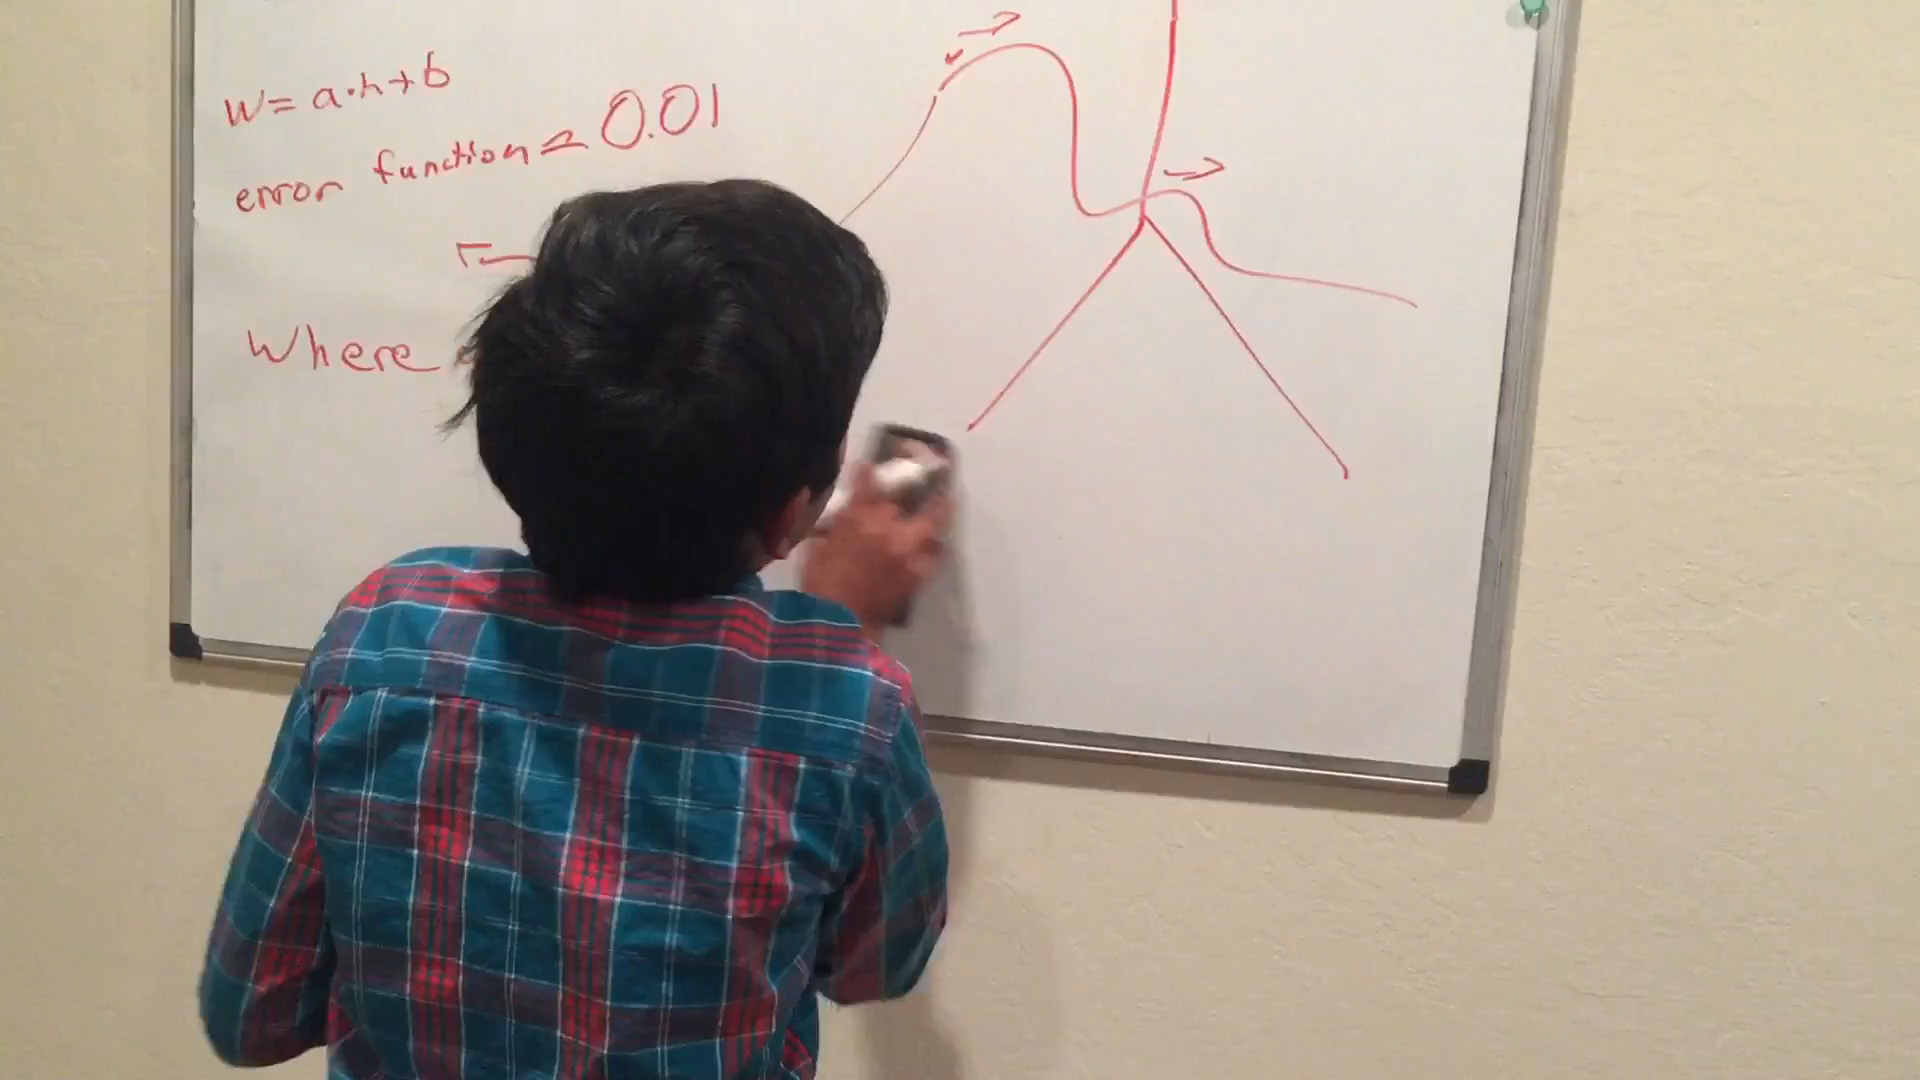 w = a·h + b
error function = 0.01
Where